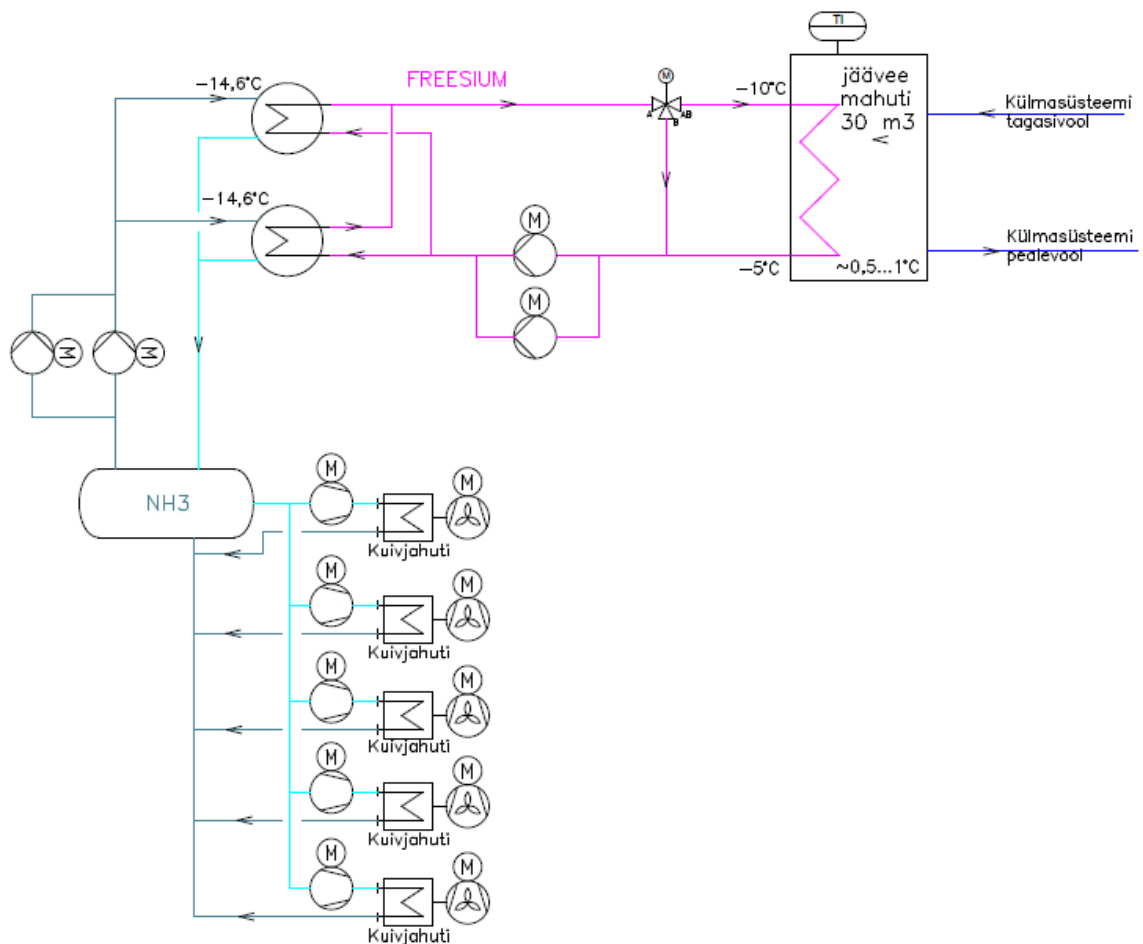 TI
-14,6°C
FREESIUM
M
-10°C
jäävee
mahuti
30 m3
<
A
AB
B
Külmasüsteemi
tagasivool
-14,6°C
M
Külmasüsteemi
pealevool
-5°C
~0,5...1°C
M
M
M
NH3
M
M
Kuivjahuti
M
M
Kuivjahuti
M
M
Kuivjahuti
M
M
Kuivjahuti
M
M
Kuivjahuti